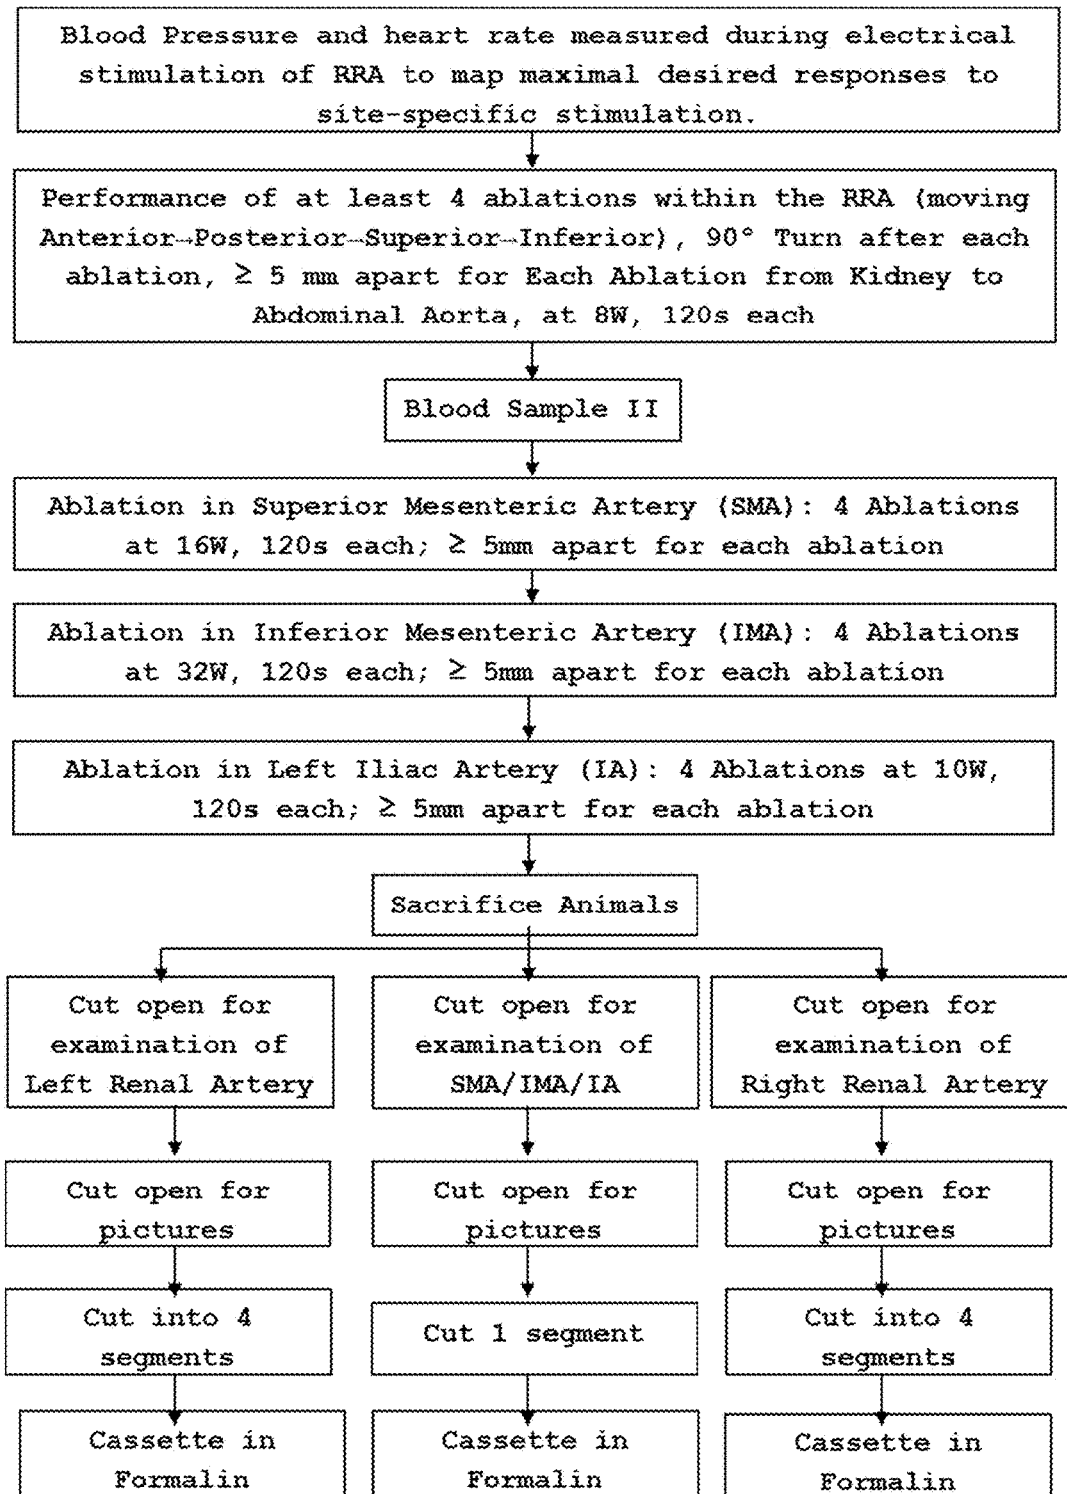 Blood Pressure and heart rate measured during electrical
stimulation of RRA to map maximal desired responses to
site-specific stimulation.
Performance of at least 4 ablations within the RRA (moving
Anterior→Posterior→Superior→Inferior), 90° Turn after each
ablation, ≥ 5 mm apart for Each Ablation from Kidney to
Abdominal Aorta, at 8W, 120s each
Blood Sample II
Ablation in Superior Mesenteric Artery (SMA): 4 Ablations
at 16W, 120s each; ≥ 5mm apart for each ablation
Ablation in Inferior Mesenteric Artery (IMA): 4 Ablations
at 32W, 120s each; ≥ 5mm apart for each ablation
Ablation in Left Iliac Artery (IA): 4 Ablations at 10W,
120s each; ≥ 5mm apart for each ablation
Sacrifice Animals
Cut open for
examination of
Left Renal Artery
Cut open for
examination of
SMA/IMA/IA
Cut open for
examination of
Right Renal Artery
Cut open for
pictures
Cut open for
pictures
Cut open for
pictures
Cut into 4
segments
Cut 1 segment
Cut into 4
segments
Cassette in
Formalin
Cassette in
Formalin
Cassette in
Formalin